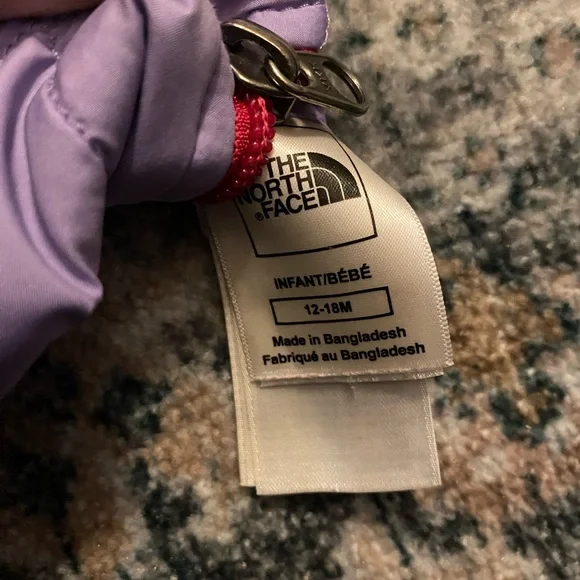 THE
NORTH
®FACE
INFANT/BÉBÉ
12-18M
Made in Bangladesh
Fabriqué au Bangladesh